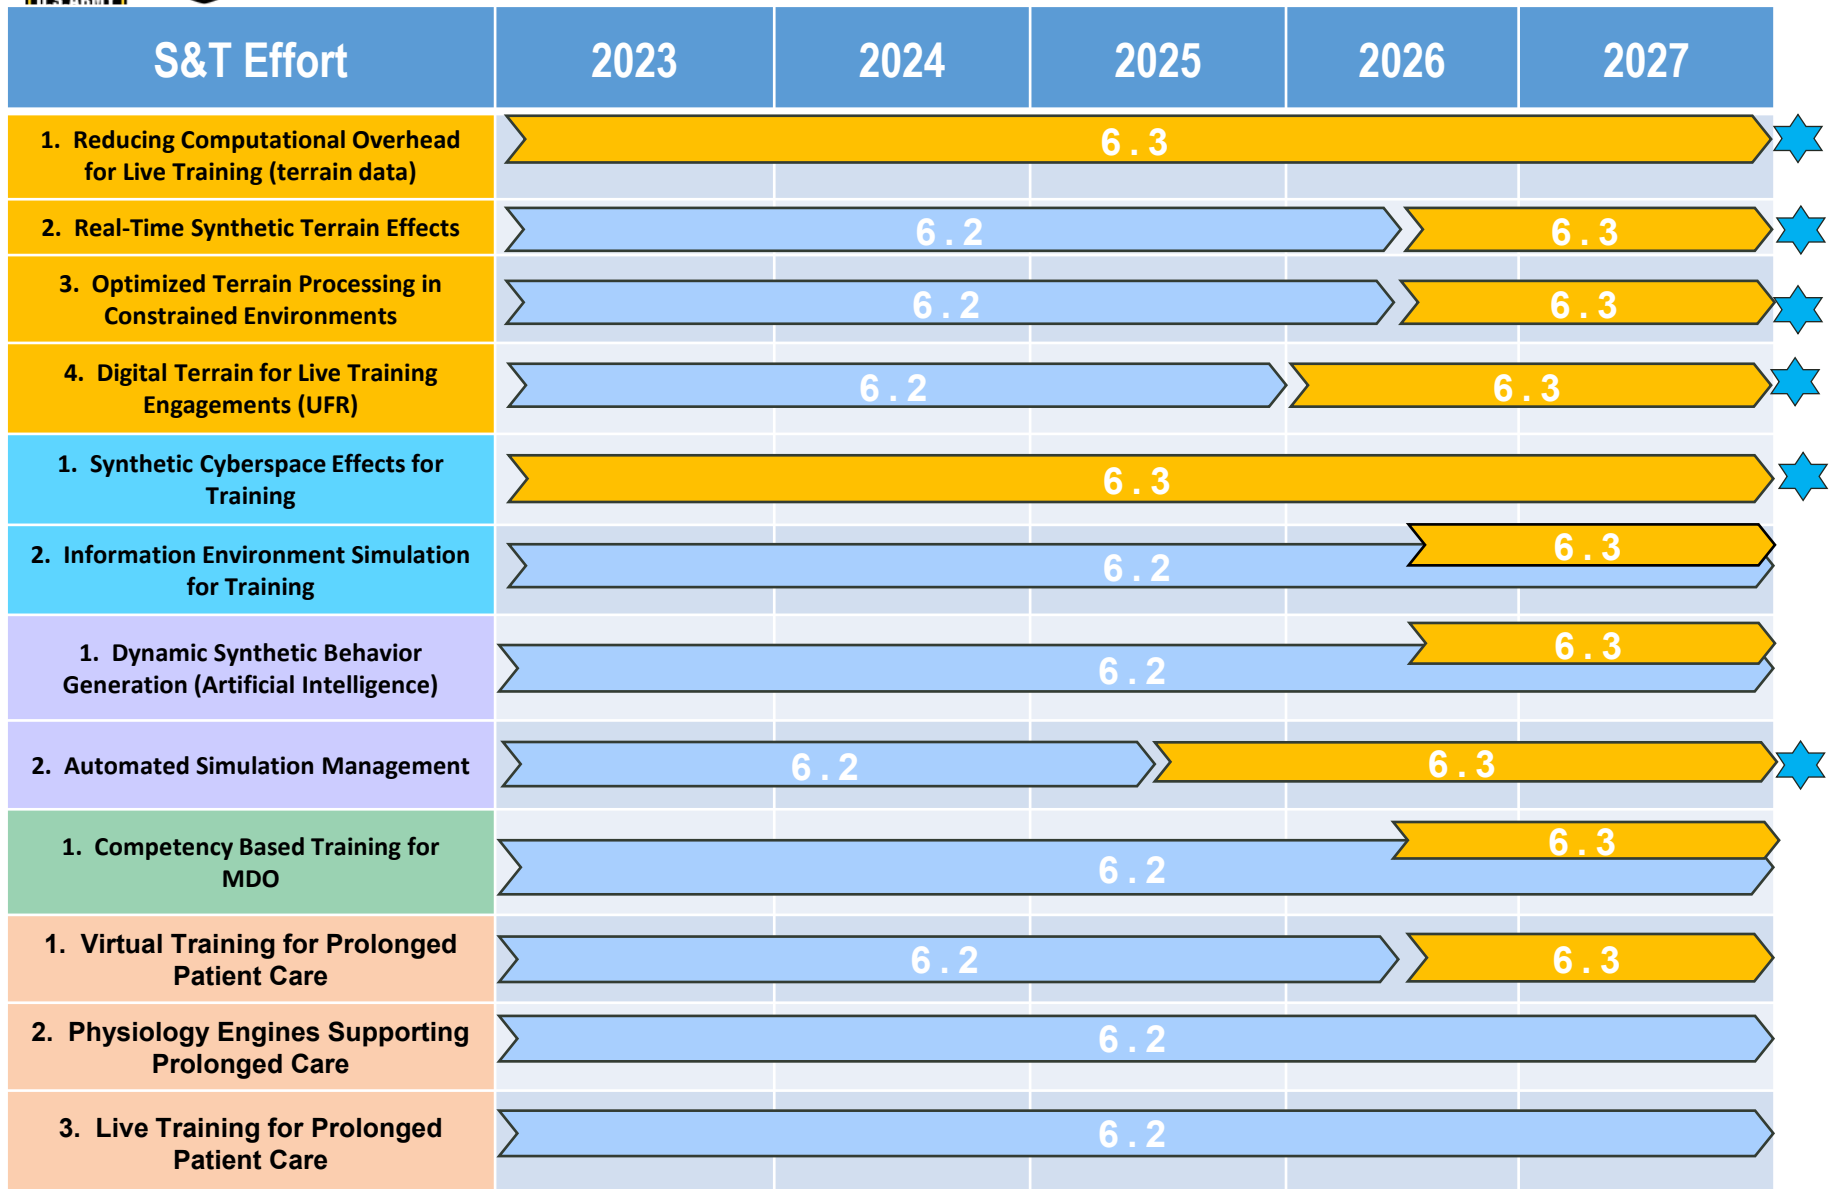 S&T Effort 2023 2024 2025 2026 2027
1. Reducing Computational Overhead
for Live Training (terrain data)
6.3
2. Real-Time Synthetic Terrain Effects
6.2 6.3
3. Optimized Terrain Processing in
Constrained Environments
6.2 6.3
4. Digital Terrain for Live Training
Engagements (UFR)
6.2 6.3
1. Synthetic Cyberspace Effects for
Training
6.3
2. Information Environment Simulation
for Training
6.2 6.3
1. Dynamic Synthetic Behavior
Generation (Artificial Intelligence)
6.2 6.3
2. Automated Simulation Management
6.2 6.3
1. Competency Based Training for
MDO
6.2 6.3
1. Virtual Training for Prolonged
Patient Care
6.2 6.3
2. Physiology Engines Supporting
Prolonged Care
6.2
3. Live Training for Prolonged
Patient Care
6.2